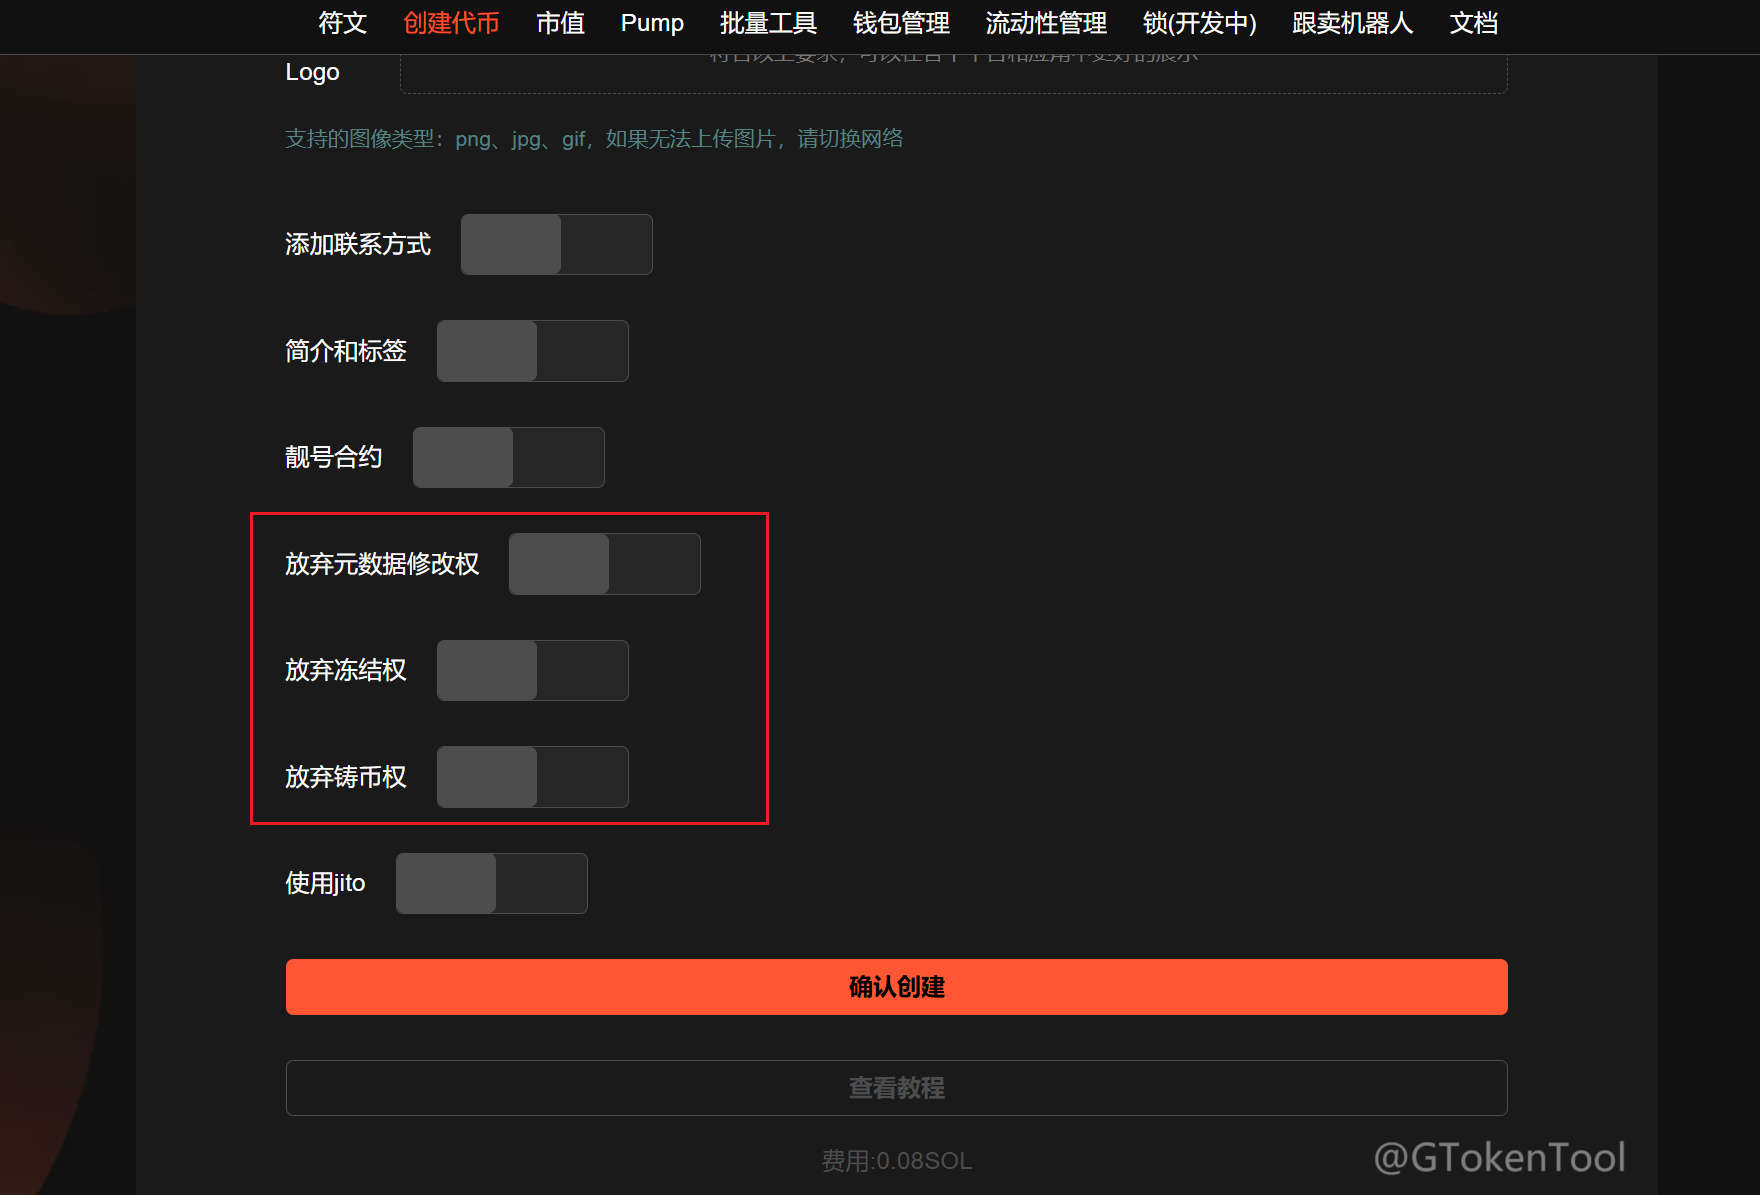 符文 创建代币 市值 Pump 批量工具 钱包管理 流动性管理 锁(开发中) 跟卖机器人 文档
Logo
支持的图像类型：png、jpg、gif，如果无法上传图片，请切换网络
添加联系方式
简介和标签
靓号合约
放弃元数据修改权
放弃冻结权
放弃铸币权
使用jito
确认创建
查看教程
费用:0.08SOL
@GTokenTool